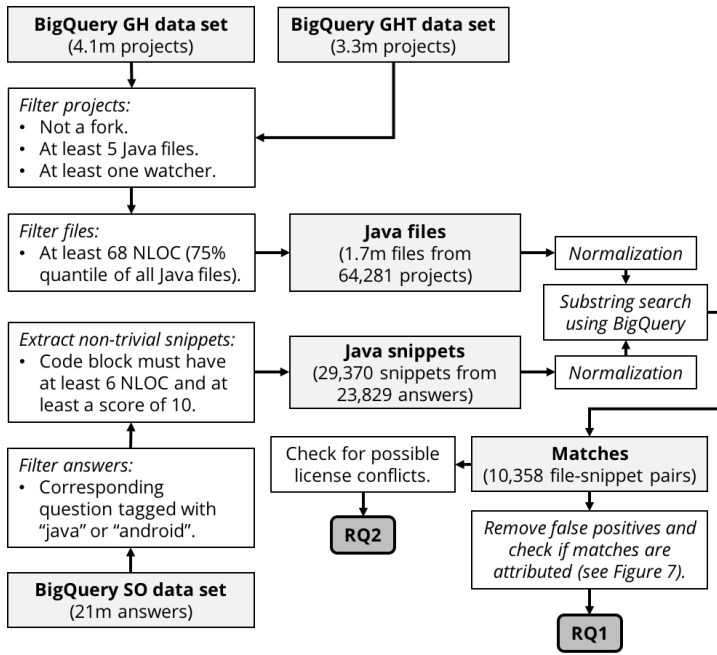 BigQuery GH data set
(4.1m projects)
BigQuery GHT data set
(3.3m projects)
Filter projects:
• Not a fork.
• At least 5 Java files.
• At least one watcher.
Filter files:
• At least 68 NLOC (75%
quantile of all Java files).
Java files
(1.7m files from
64,281 projects)
Normalization
Substring search
using BigQuery
Extract non-trivial snippets:
• Code block must have
at least 6 NLOC and at
least a score of 10.
Java snippets
(29,370 snippets from
23,829 answers)
Normalization
Filter answers:
• Corresponding
question tagged with
“java” or “android”.
BigQuery SO data set
(21m answers)
Check for possible
license conflicts.
RQ2
Matches
(10,358 file-snippet pairs)
Remove false positives and
check if matches are
attributed (see Figure 7).
RQ1